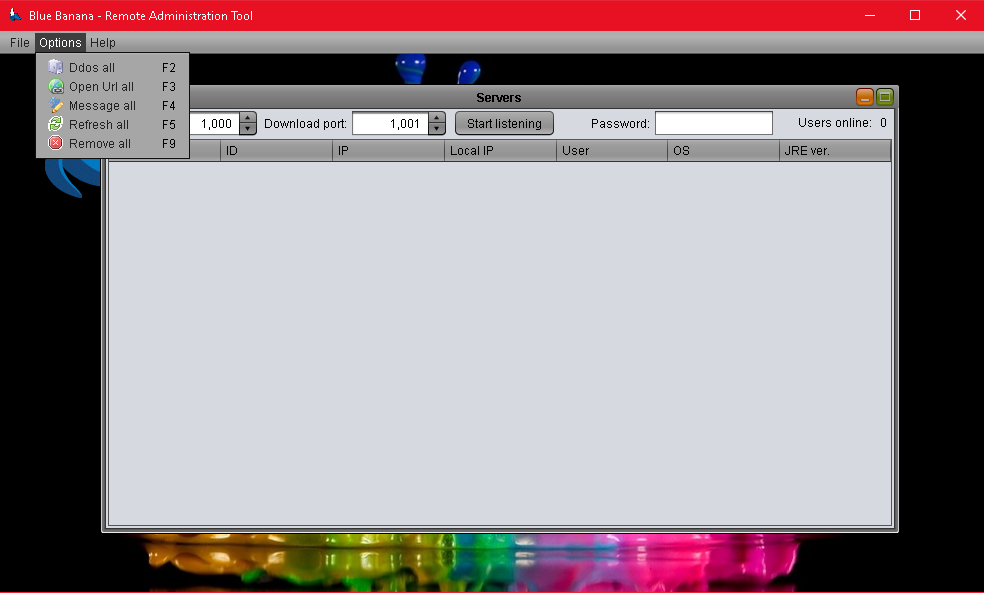 Blue Banana - Remote Administration Tool
File Options Help
Ddos all F2
Open Url all F3
Message all F4
Refresh all F5
Remove all F9
Servers
1,000 Download port: 1,001 Start listening Password: Users online: 0
ID IP Local IP User OS JRE ver.